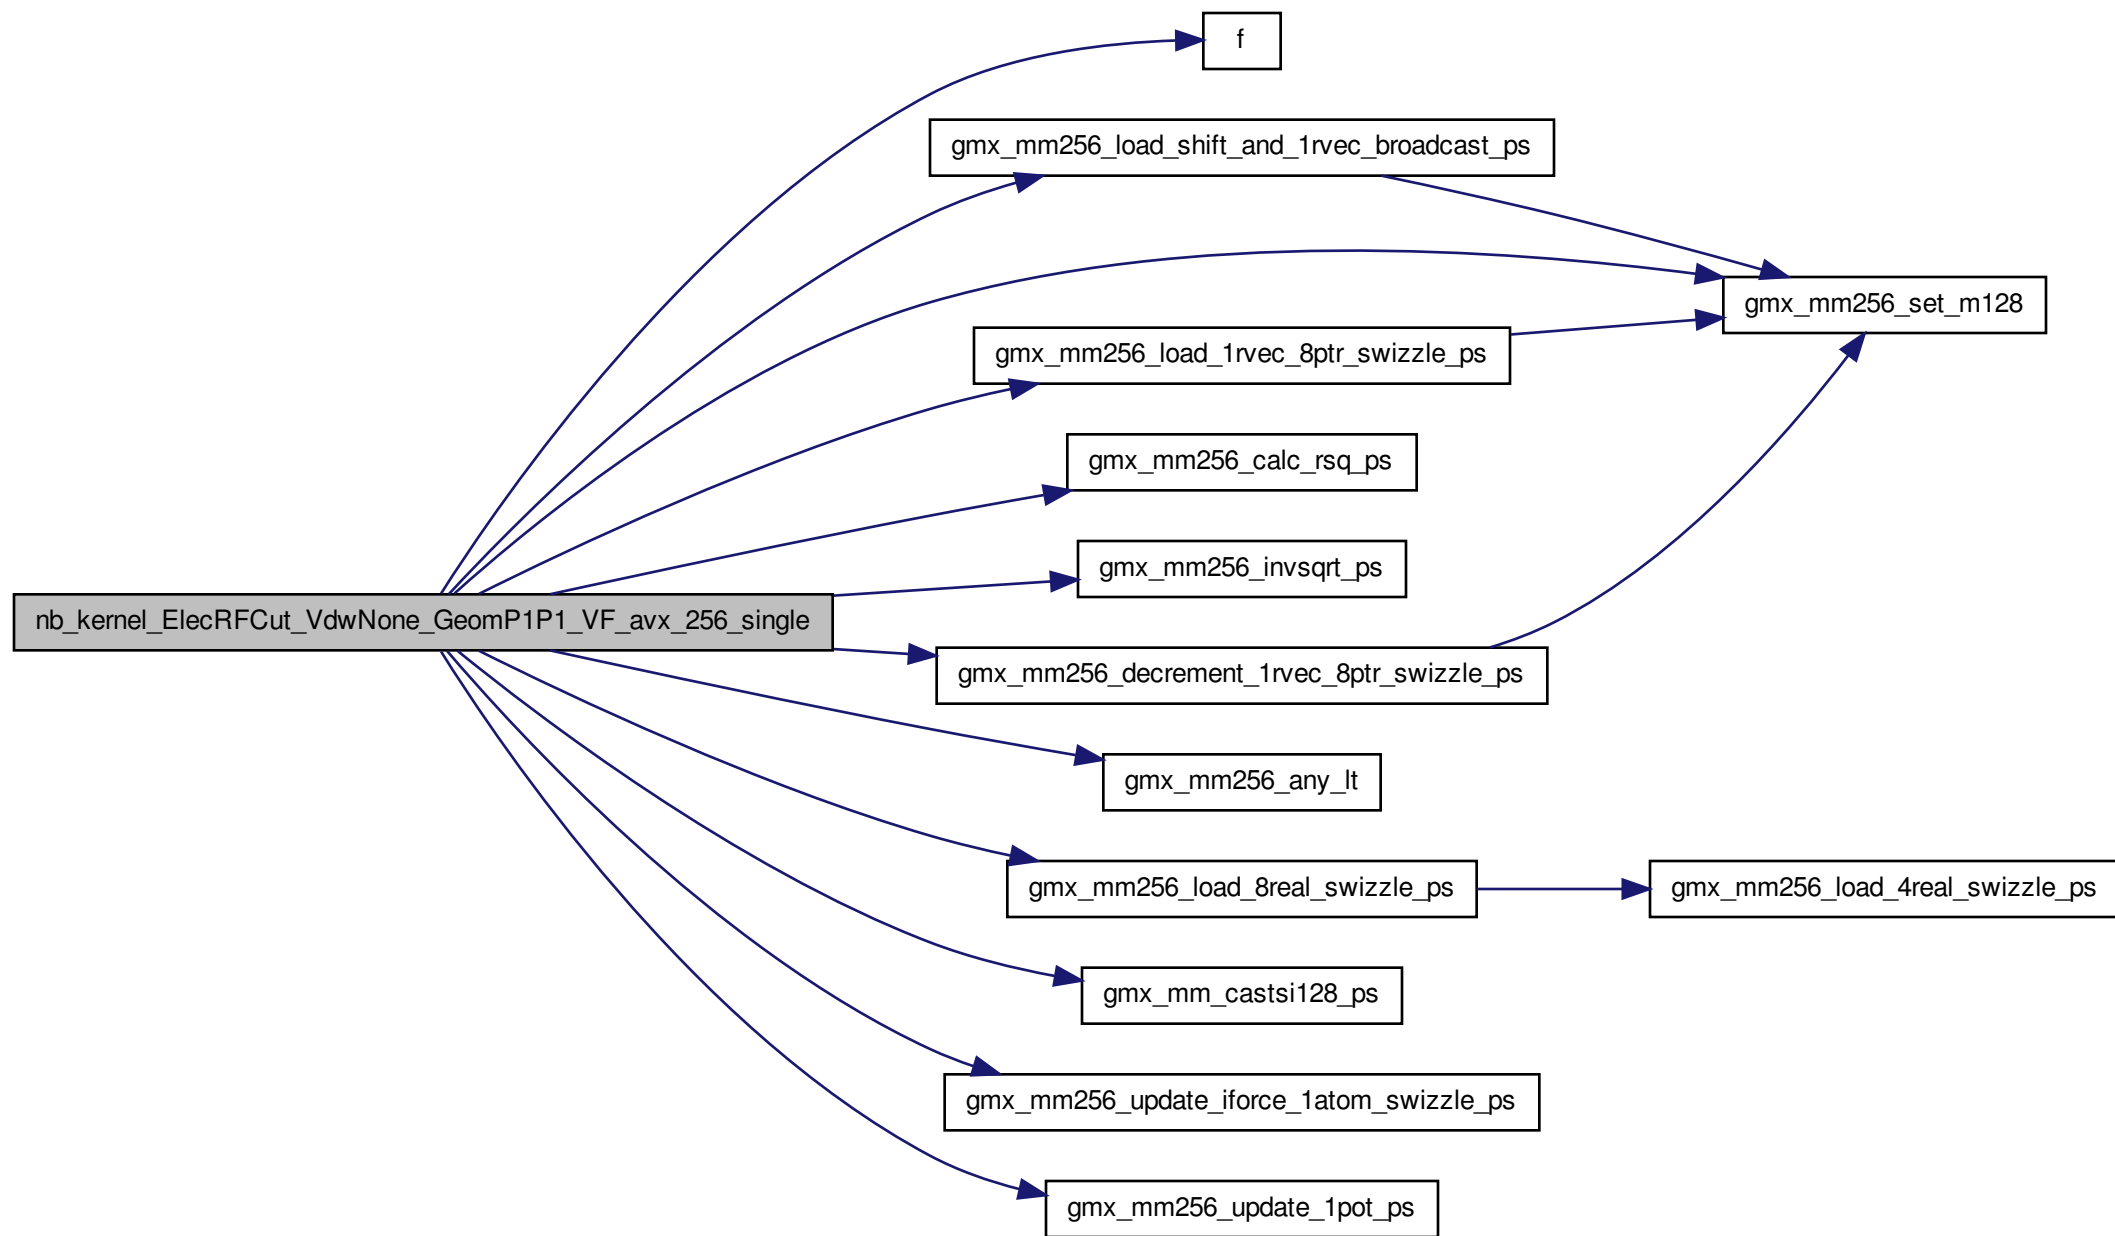 f
gmx_mm256_load_shift_and_1rvec_broadcast_ps
gmx_mm256_set_m128
gmx_mm256_load_1rvec_8ptr_swizzle_ps
gmx_mm256_calc_rsq_ps
gmx_mm256_invsqrt_ps
nb_kernel_ElecRFCut_VdwNone_GeomP1P1_VF_avx_256_single
gmx_mm256_decrement_1rvec_8ptr_swizzle_ps
gmx_mm256_any_lt
gmx_mm256_load_8real_swizzle_ps
gmx_mm256_load_4real_swizzle_ps
gmx_mm_castsi128_ps
gmx_mm256_update_iforce_1atom_swizzle_ps
gmx_mm256_update_1pot_ps